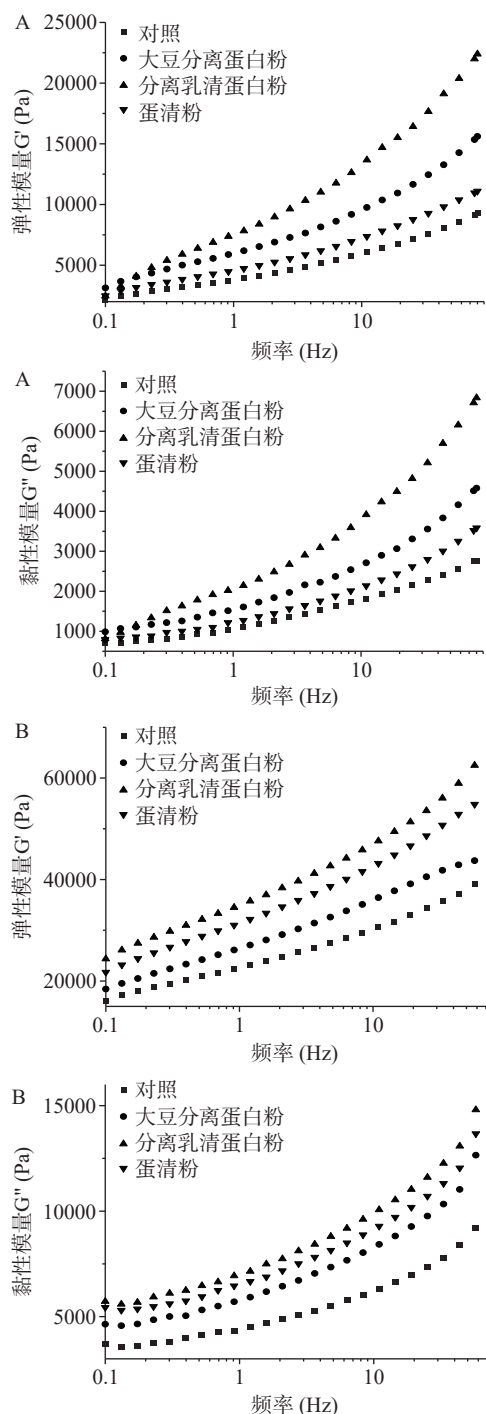 A
25000
20000
15000
10000
5000
弹性模量G' (Pa)
对照
大豆分离蛋白粉
分离乳清蛋白粉
蛋清粉
0.1 1 10
频率 (Hz)
A
7000
6000
5000
4000
3000
2000
1000
黏性模量G'' (Pa)
对照
大豆分离蛋白粉
分离乳清蛋白粉
蛋清粉
0.1 1 10
频率 (Hz)
B
60000
40000
20000
弹性模量G' (Pa)
对照
大豆分离蛋白粉
分离乳清蛋白粉
蛋清粉
0.1 1 10
频率 (Hz)
B
15000
10000
5000
黏性模量G'' (Pa)
对照
大豆分离蛋白粉
分离乳清蛋白粉
蛋清粉
0.1 1 10
频率 (Hz)